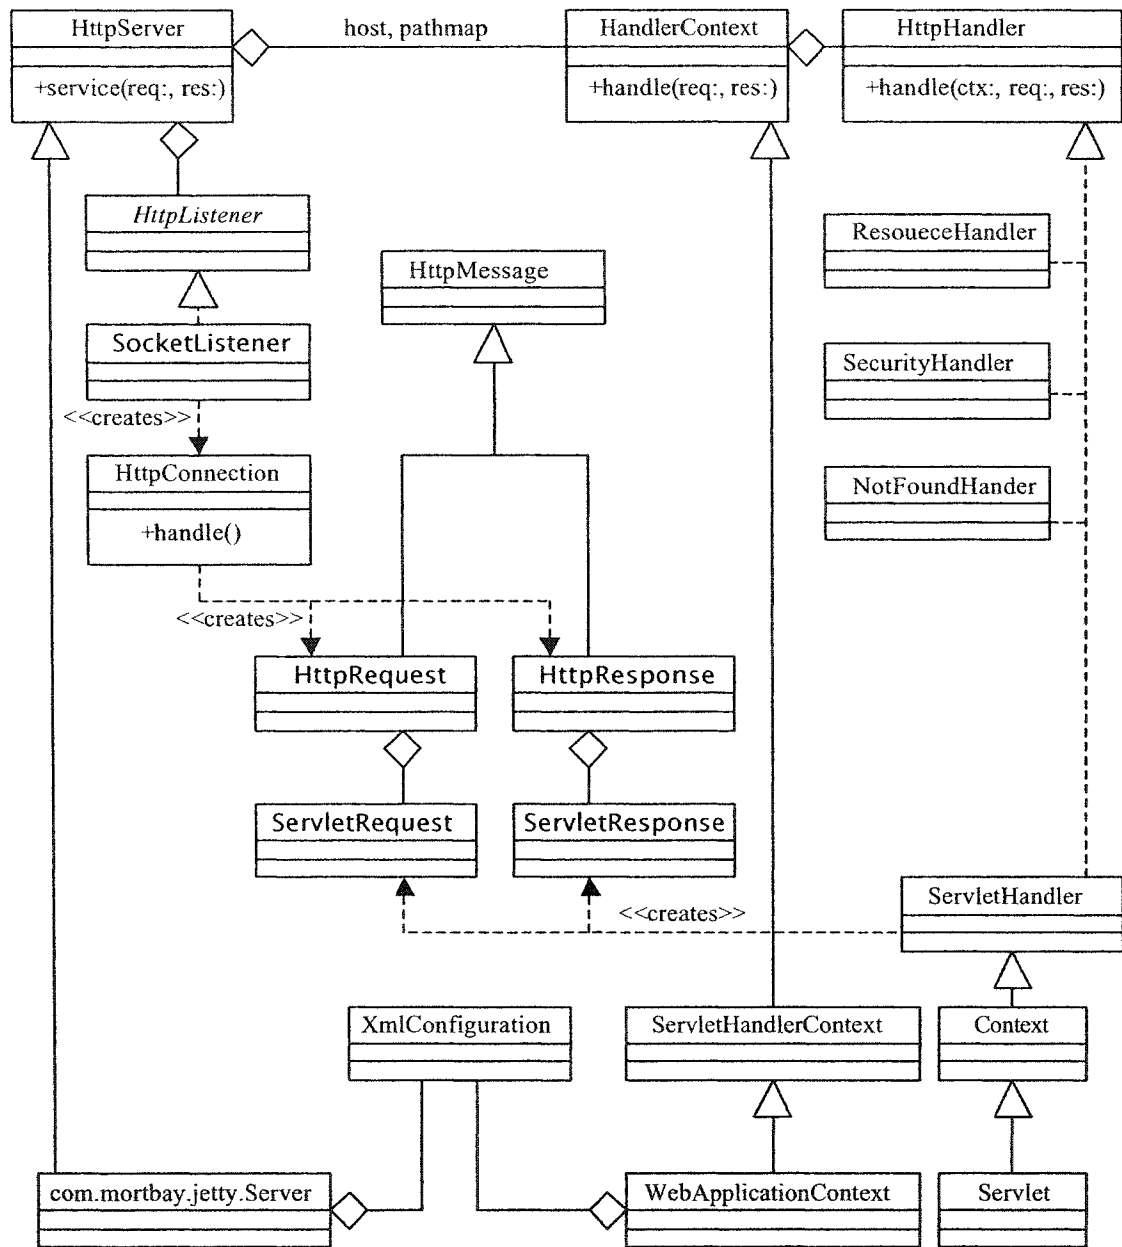 HttpServer
host, pathmap
HandlerContext
HttpHandler
+service(req:, res:)
+handle(req:, res:)
+handle(ctx:, req:, res:)
HttpListener
ResoueceHandler
HttpMessage
SocketListener
SecurityHandler
<<creates>>
HttpConnection
NotFoundHander
+handle()
<<creates>>
HttpRequest
HttpResponse
ServletRequest
ServletResponse
ServletHandler
<<creates>>
XmlConfiguration
ServletHandlerContext
Context
com.mortbay.jetty.Server
WebApplicationContext
Servlet